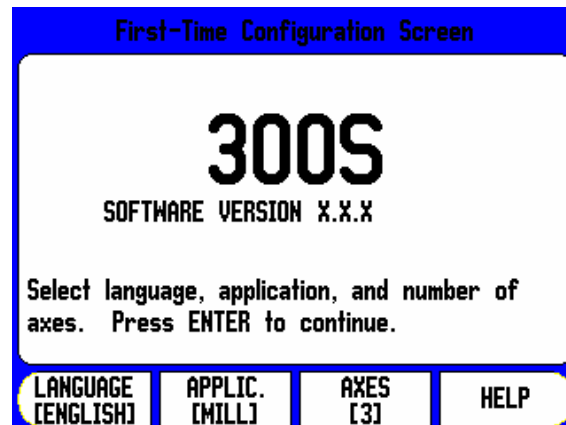 First-Time Configuration Screen
300S
SOFTWARE VERSION X.X.X
Select language, application, and number of
axes. Press ENTER to continue.
LANGUAGE
[ENGLISH]
APPLIC.
[MILL]
AXES
[3]
HELP